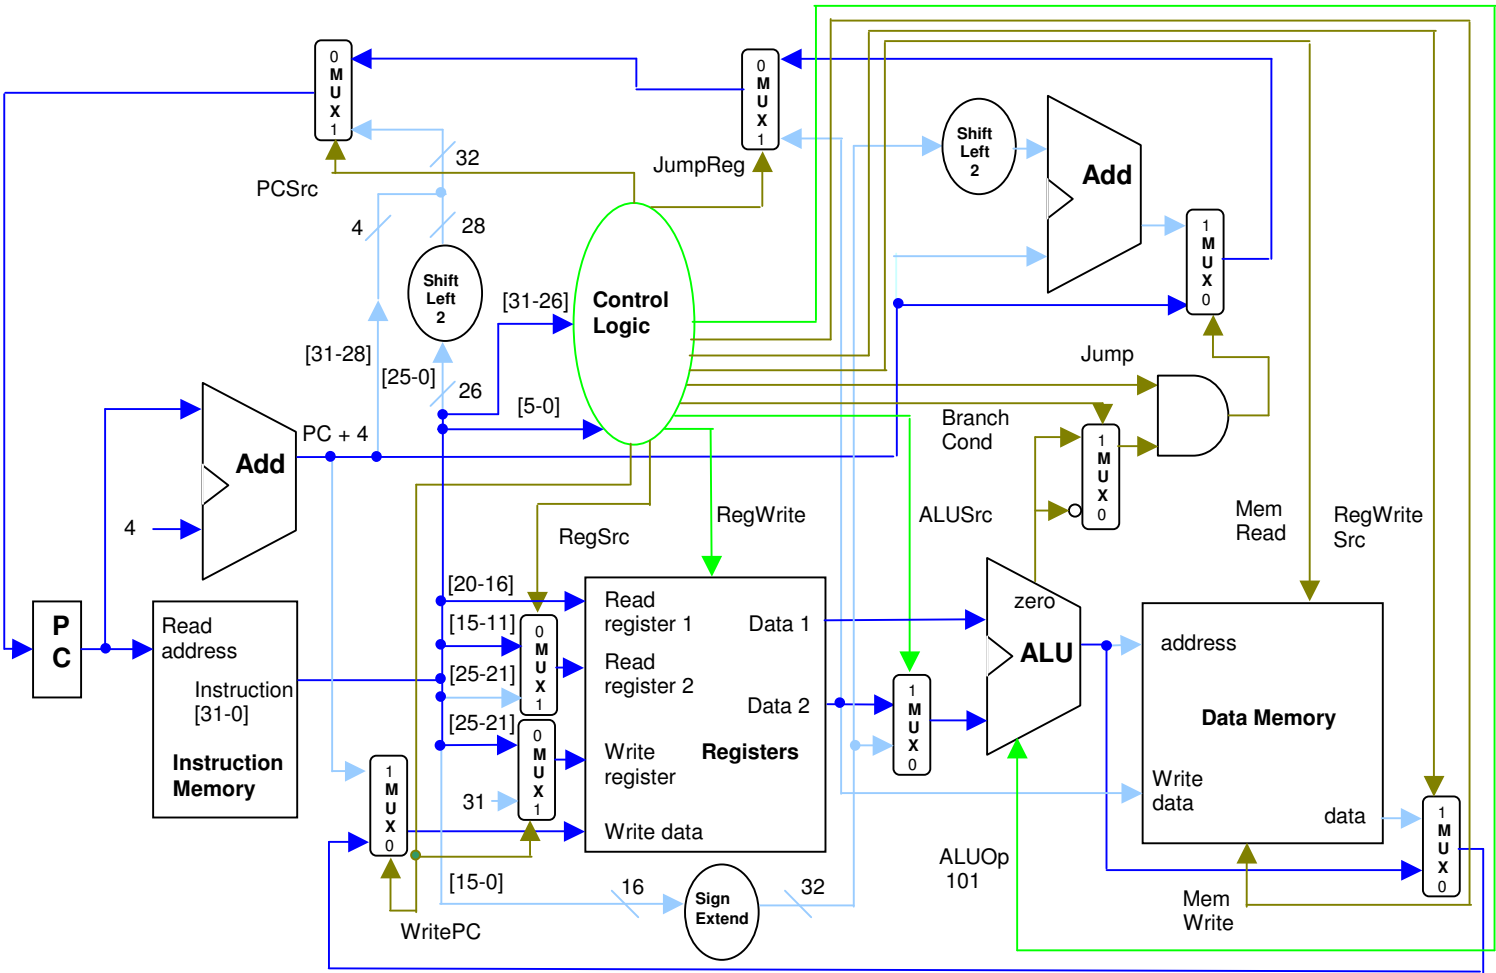 0
M
U
X
1
0
M
U
X
1
32
PCSrc
JumpReg
Shift
Left
2
Add
4
28
1
M
U
X
0
Shift
Left
2
[31-26]
Control
Logic
[31-28]
[25-0]
26
[5-0]
Jump
PC + 4
Add
4
Branch
Cond
1
M
U
X
0
RegSrc
RegWrite
ALUSrc
Mem
Read
RegWrite
Src
P
C
Read
address
Instruction
[31-0]
Instruction
Memory
[20-16]
[15-11]
[25-21]
[25-21]
0
M
U
X
1
0
M
U
X
1
31
Read
register 1
Read
register 2
Write
register
Write data
Data 1
Data 2
Registers
zero
ALU
1
M
U
X
0
address
Data Memory
Write
data
data
1
M
U
X
0
1
M
U
X
0
WritePC
[15-0]
16
Sign
Extend
32
ALUOp
101
Mem
Write